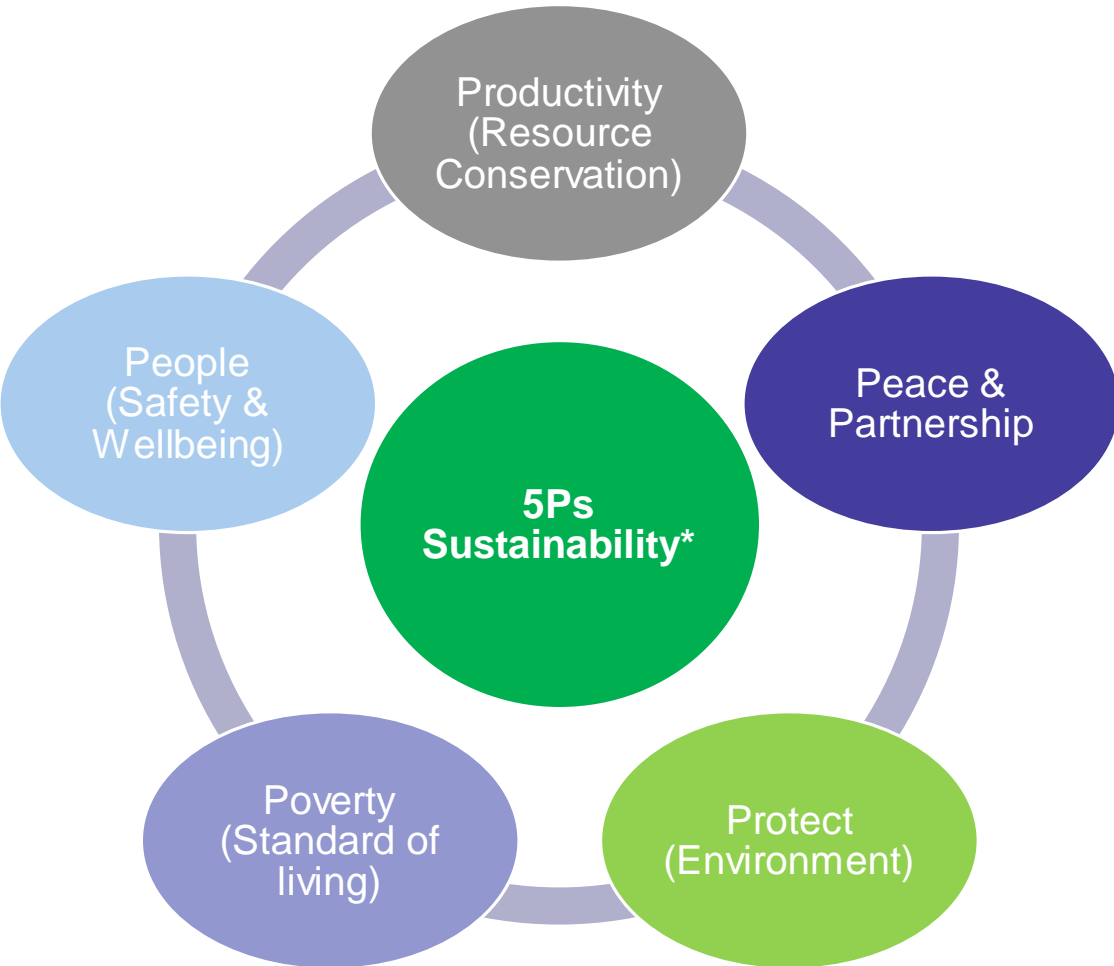 Productivity
(Resource
Conservation)
Peace &
Partnership
Protect
(Environment)
Poverty
(Standard of
living)
People
(Safety &
Wellbeing)
5Ps
Sustainability*